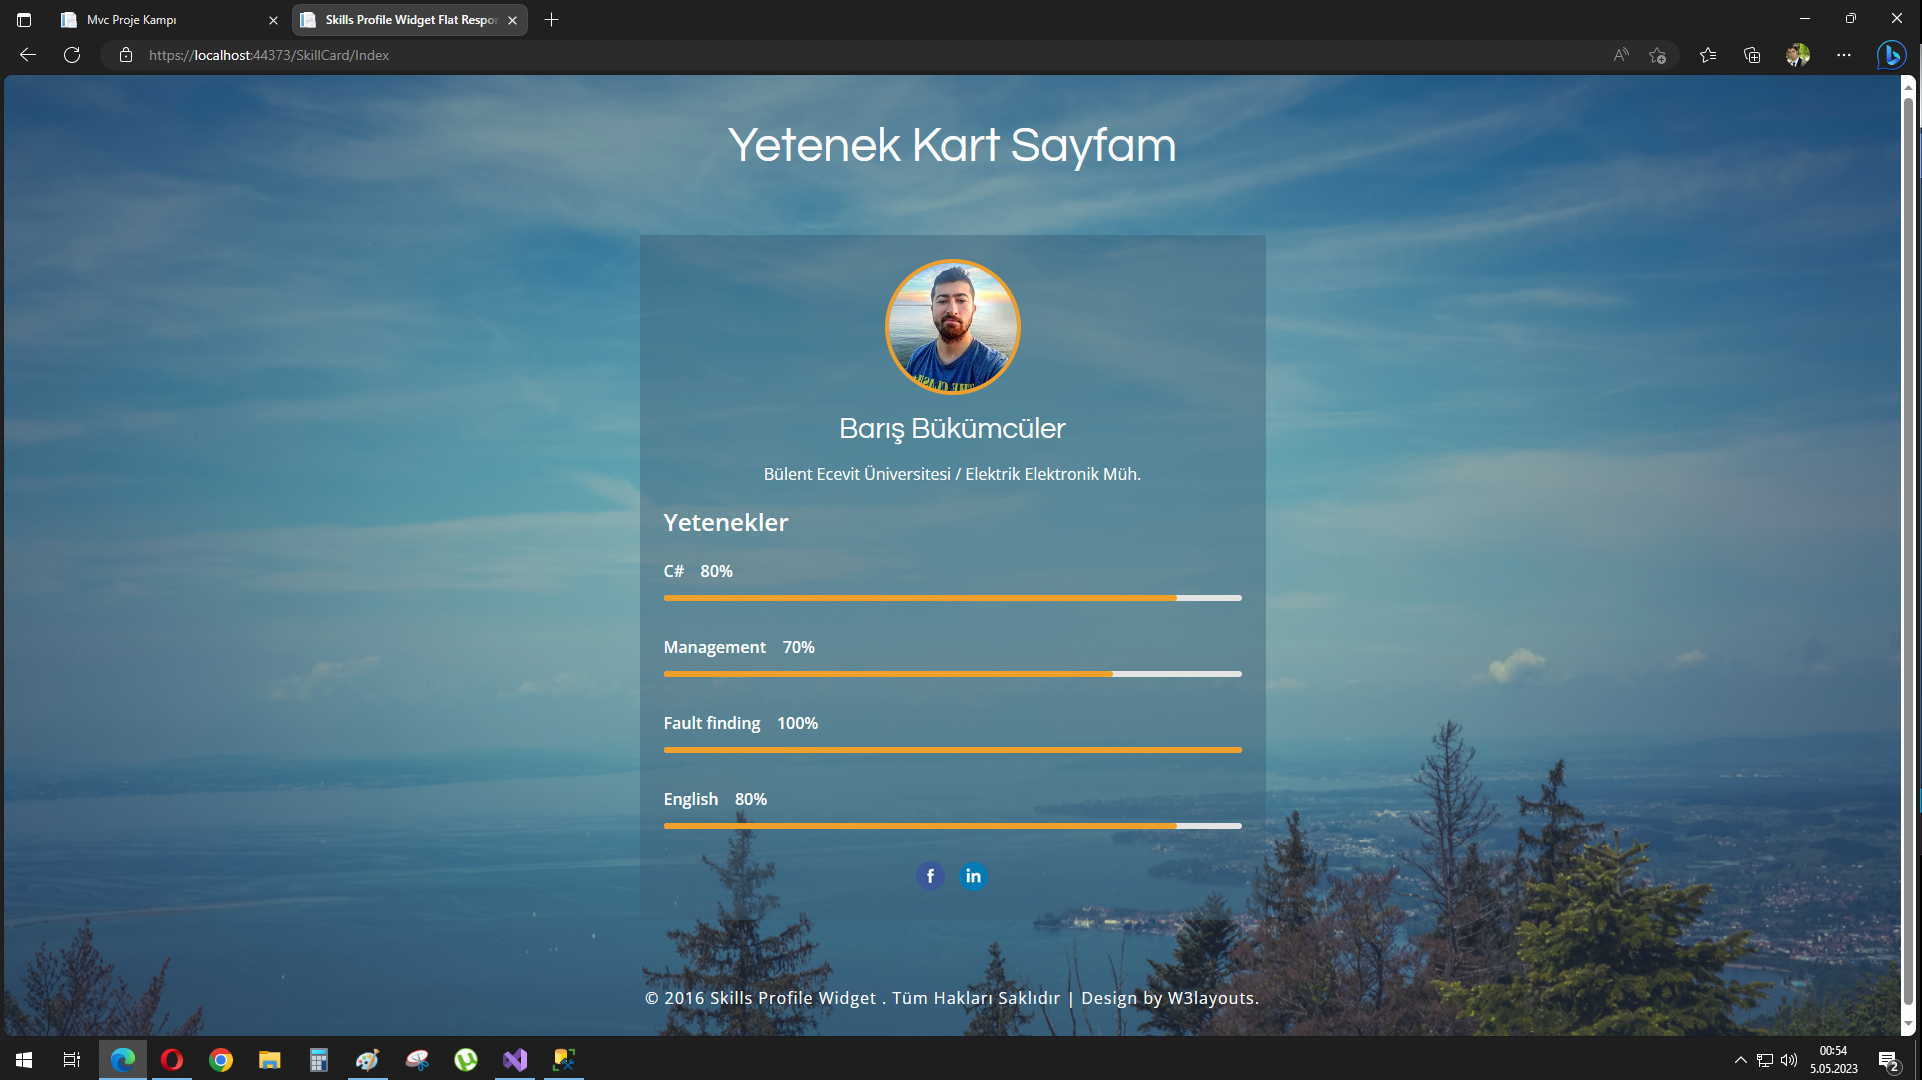 Mvc Proje Kampı
Skills Profile Widget Flat Respon
https://localhost:44373/SkillCard/Index
Yetenek Kart Sayfam
Barış Bükümcüler
Bülent Ecevit Üniversitesi / Elektrik Elektronik Müh.
Yetenekler
C# 80%
Management 70%
Fault finding 100%
English 80%
f in
© 2016 Skills Profile Widget . Tüm Hakları Saklıdır | Design by W3layouts.
00:54
5.05.2023
2